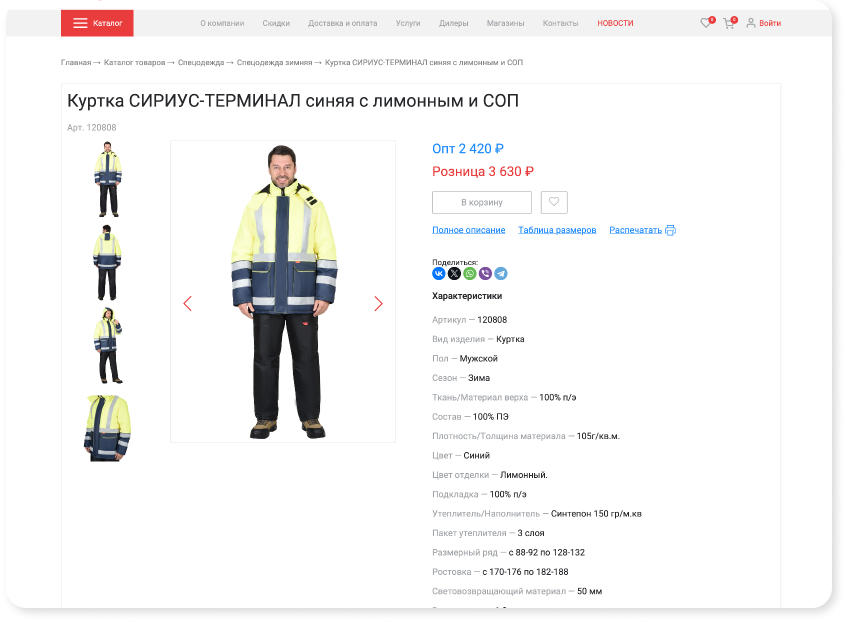 Каталог
О компании
Скидки
Доставка и оплата
Услуги
Дилеры
Магазины
Контакты
НОВОСТИ
0
0
Войти
Главная → Каталог товаров → Спецодежда → Спецодежда зимняя → Куртка СИРИУС-ТЕРМИНАЛ синяя с лимонным и СОП
Куртка СИРИУС-ТЕРМИНАЛ синяя с лимонным и СОП
Арт. 120808
Опт 2 420 ₽
Розница 3 630 ₽
В корзину
Полное описание
Таблица размеров
Распечатать
Поделиться:
Характеристики
Артикул — 120808
Вид изделия — Куртка
Пол — Мужской
Сезон — Зима
Ткань/Материал верха — 100% п/э
Состав — 100% ПЭ
Плотность/Толщина материала — 105г/кв.м.
Цвет — Синий
Цвет отделки — Лимонный.
Подкладка — 100% п/э
Утеплитель/Наполнитель — Синтепон 150 гр/м.кв
Пакет утеплителя — 3 слоя
Размерный ряд — с 88-92 по 128-132
Ростовка — с 170-176 по 182-188
Световозвращающий материал — 50 мм